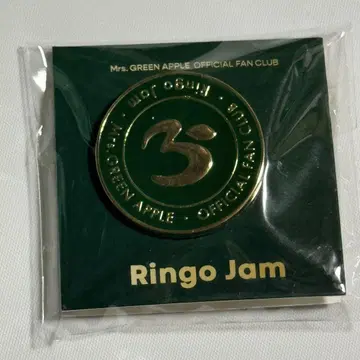 Mrs. GREEN APPLE OFFICIAL FAN CLUB
Ringo Jam
Mrs. GREEN APPLE • OFFICIAL FAN CLUB •
Ringo Jam